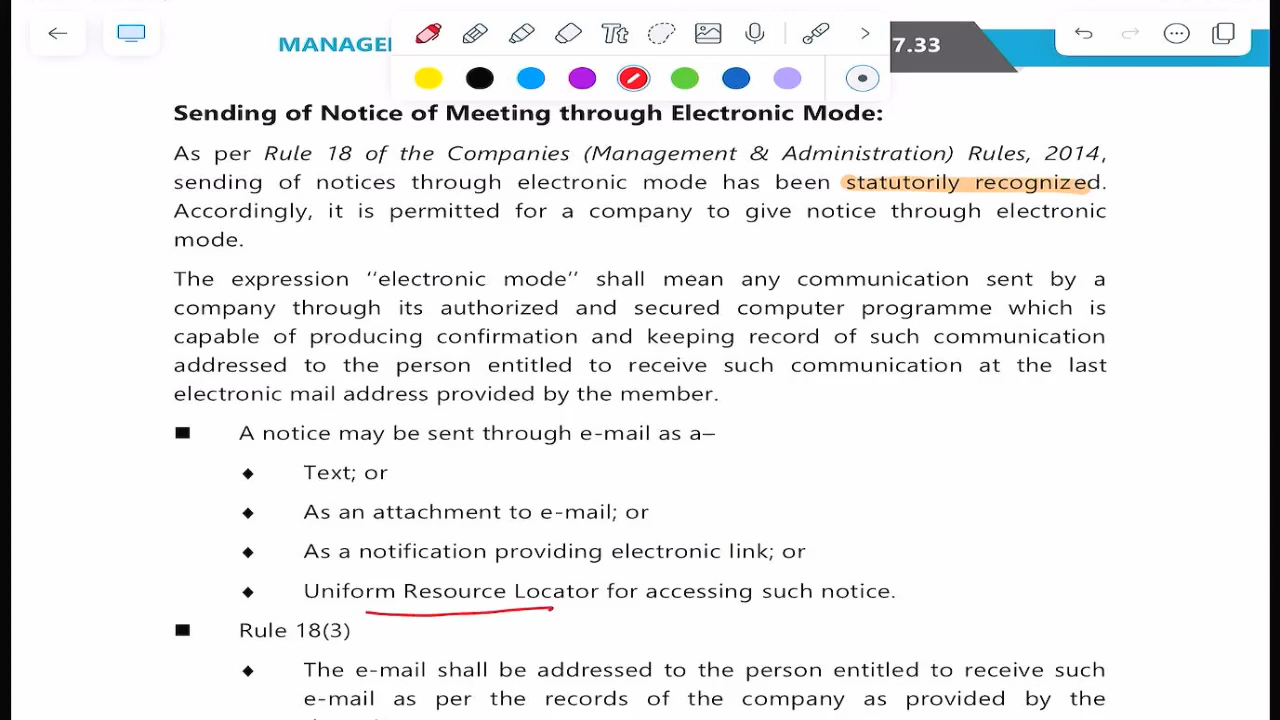 MANAGE
7.33
Tt
Sending of Notice of Meeting through Electronic Mode:
As per Rule 18 of the Companies (Management & Administration) Rules, 2014,
sending of notices through electronic mode has been statutorily recognized.
Accordingly, it is permitted for a company to give notice through electronic
mode.
The expression ‘‘electronic mode’’ shall mean any communication sent by a
company through its authorized and secured computer programme which is
capable of producing confirmation and keeping record of such communication
addressed to the person entitled to receive such communication at the last
electronic mail address provided by the member.
■ A notice may be sent through e-mail as a–
◆ Text; or
◆ As an attachment to e-mail; or
◆ As a notification providing electronic link; or
◆ Uniform Resource Locator for accessing such notice.
■ Rule 18(3)
◆ The e-mail shall be addressed to the person entitled to receive such
e-mail as per the records of the company as provided by the